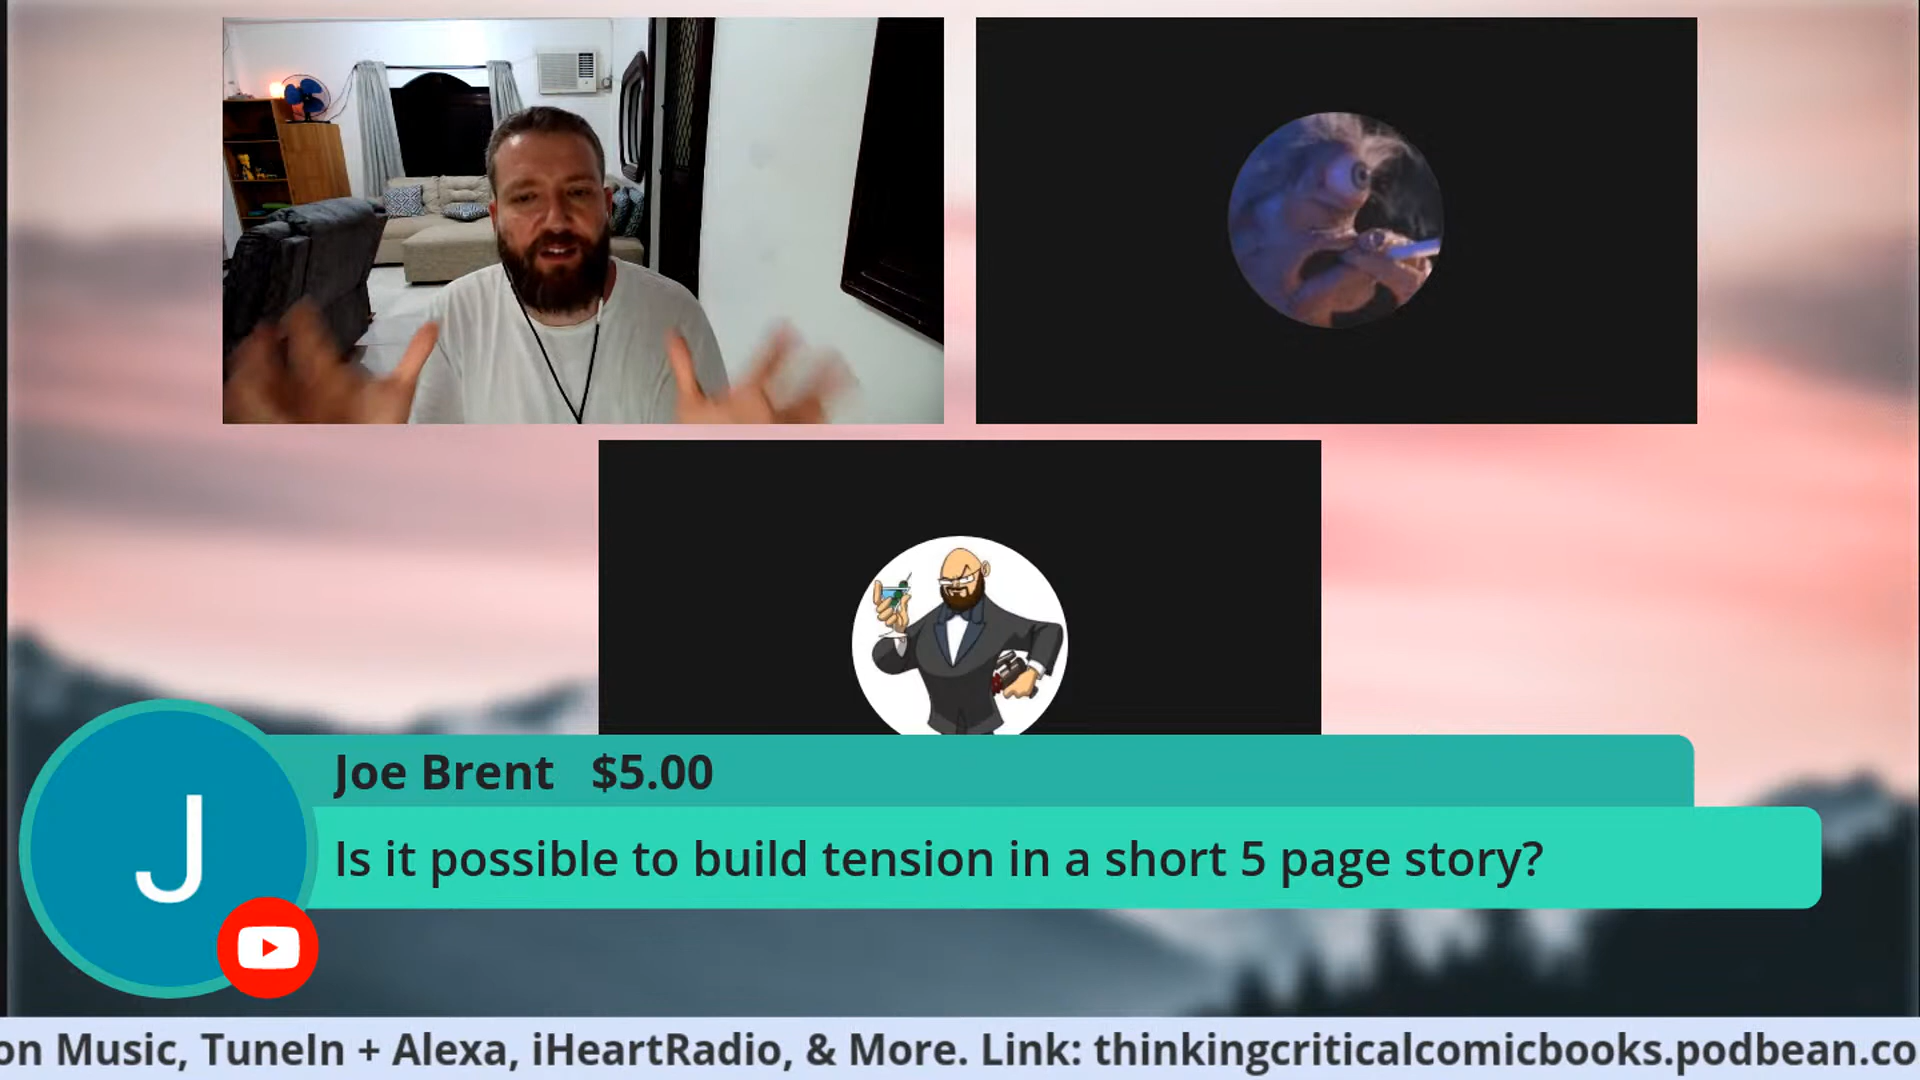 Joe Brent $5.00
J
Is it possible to build tension in a short 5 page story?
on Music, TuneIn + Alexa, iHeartRadio, & More. Link: thinkingcriticalcomicbooks.podbean.co